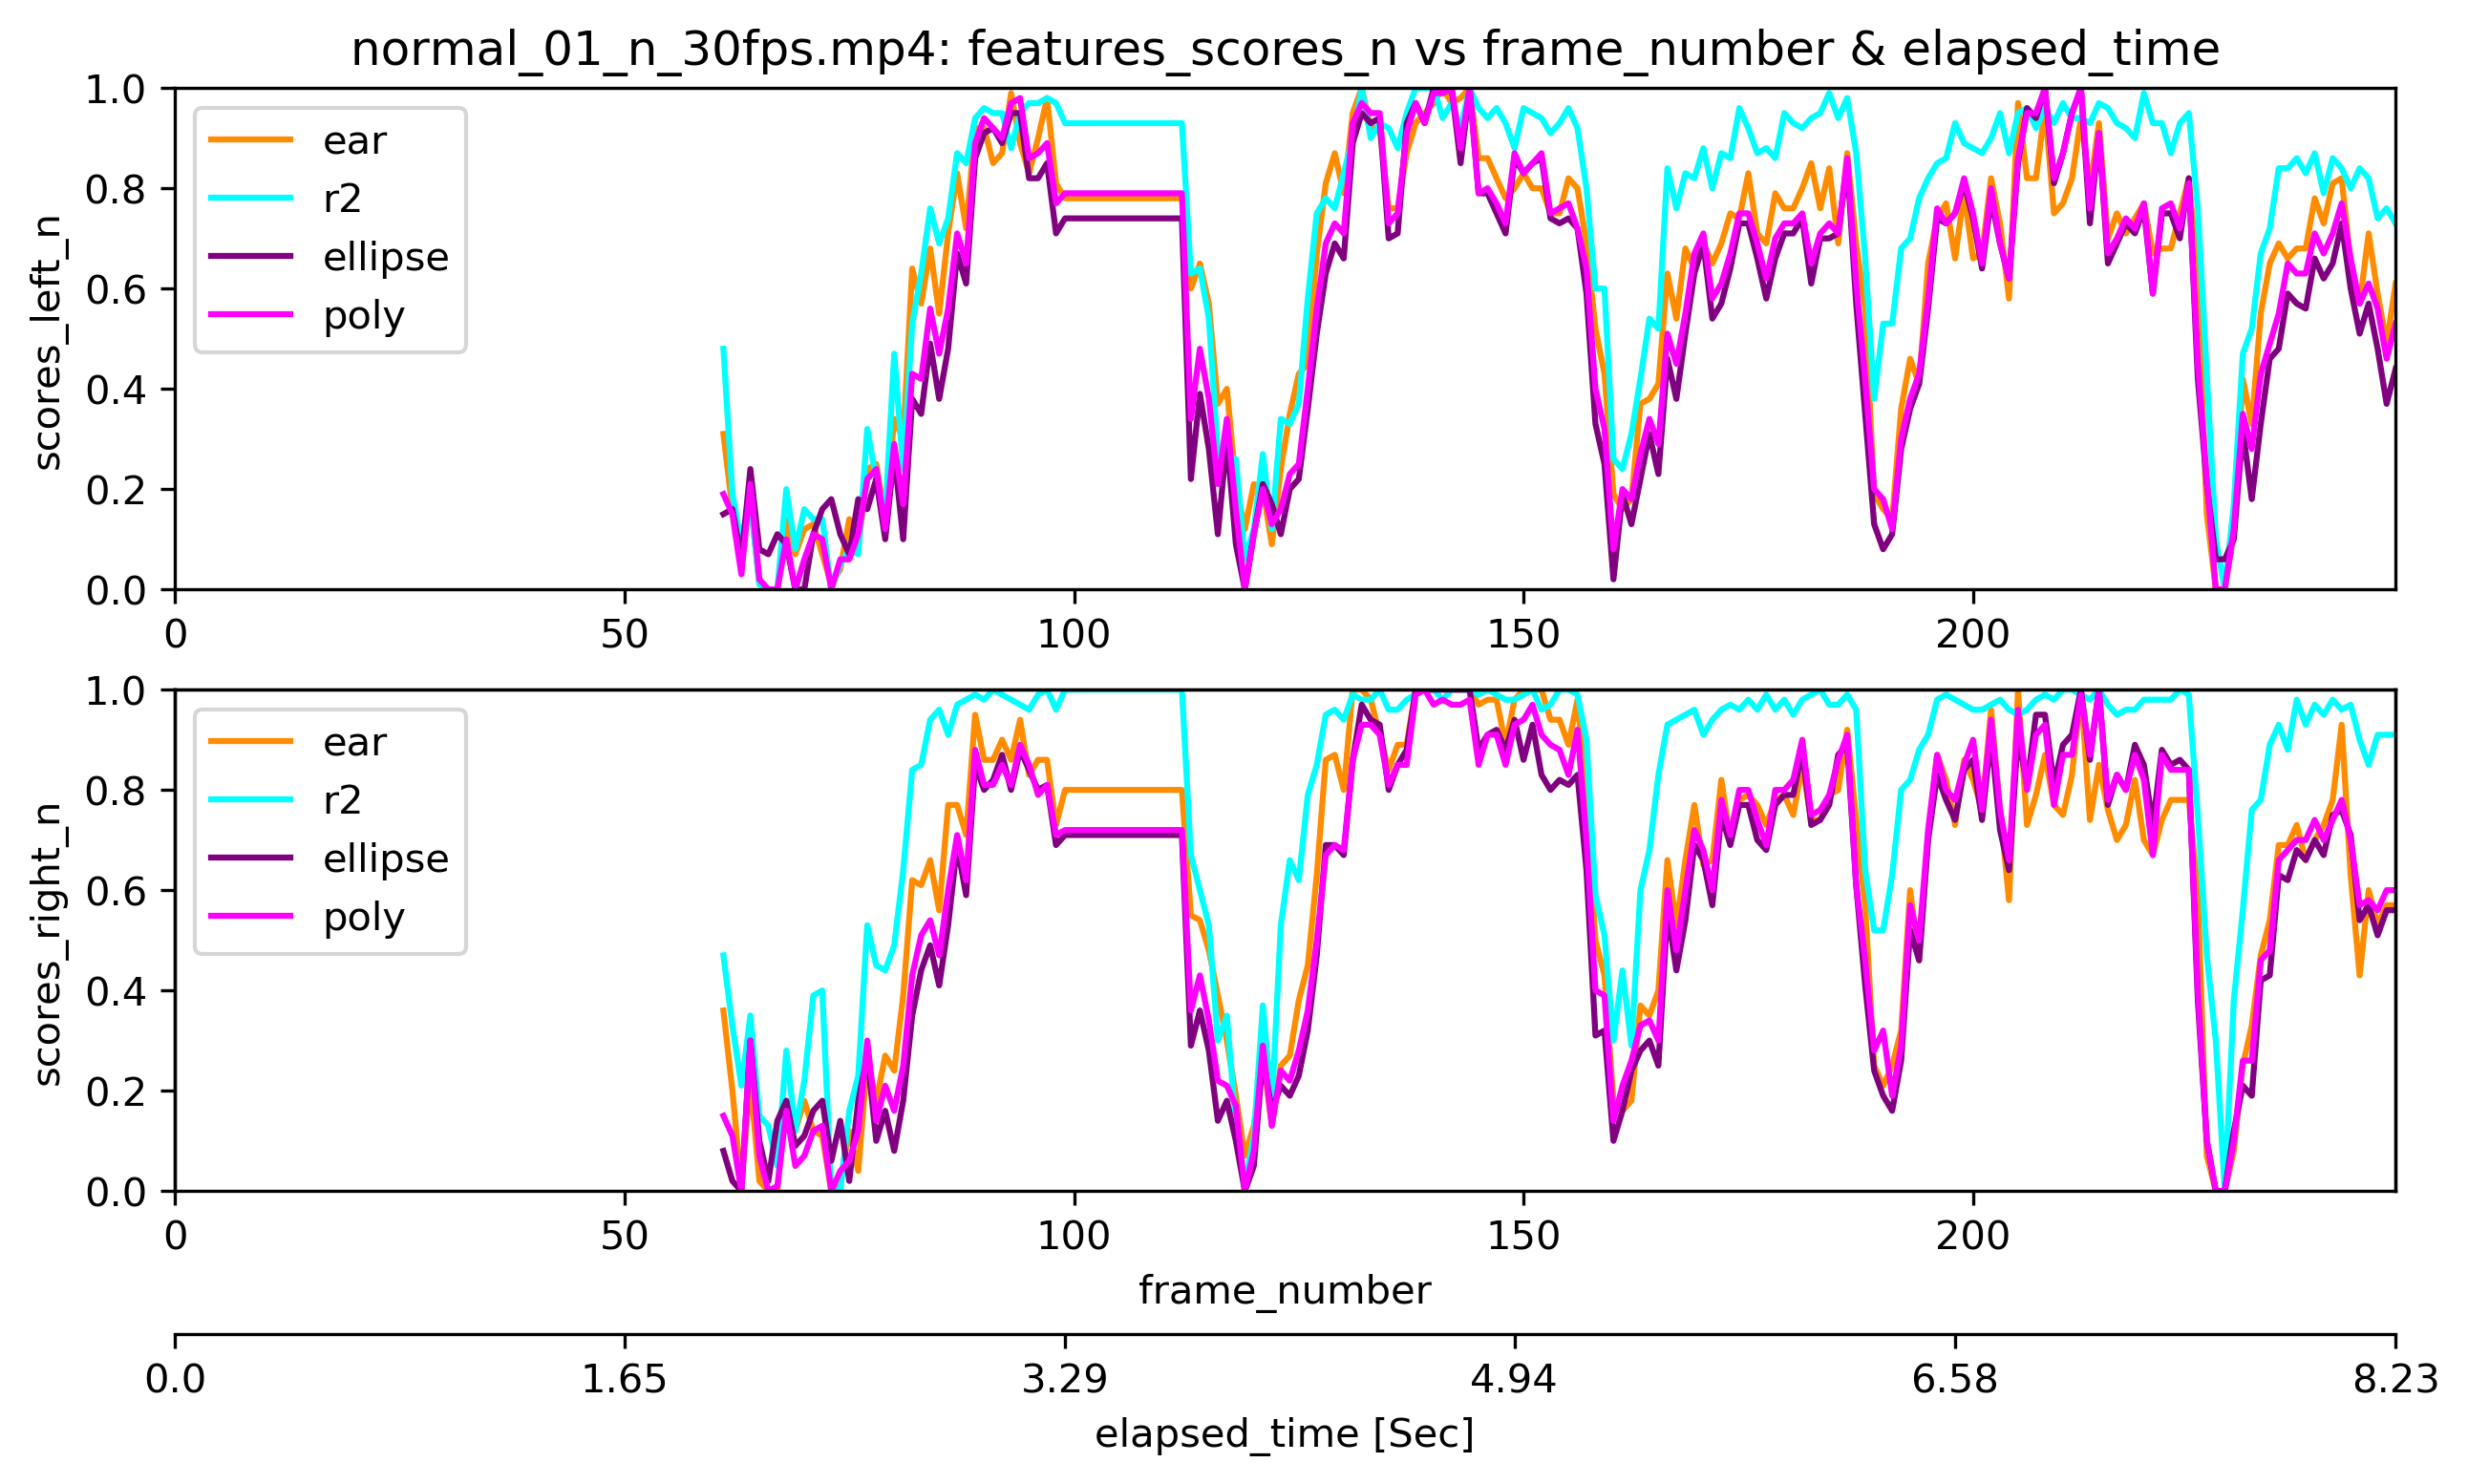 normal_01_n_30fps.mp4: features_scores_n vs frame_number & elapsed_time
1.0
0.8
0.6
0.4
0.2
0.0
scores_left_n
ear
r2
ellipse
poly
0 50 100 150 200
1.0
0.8
0.6
0.4
0.2
0.0
scores_right_n
ear
r2
ellipse
poly
0 50 100 150 200
frame_number
0.0 1.65 3.29 4.94 6.58 8.23
elapsed_time [Sec]